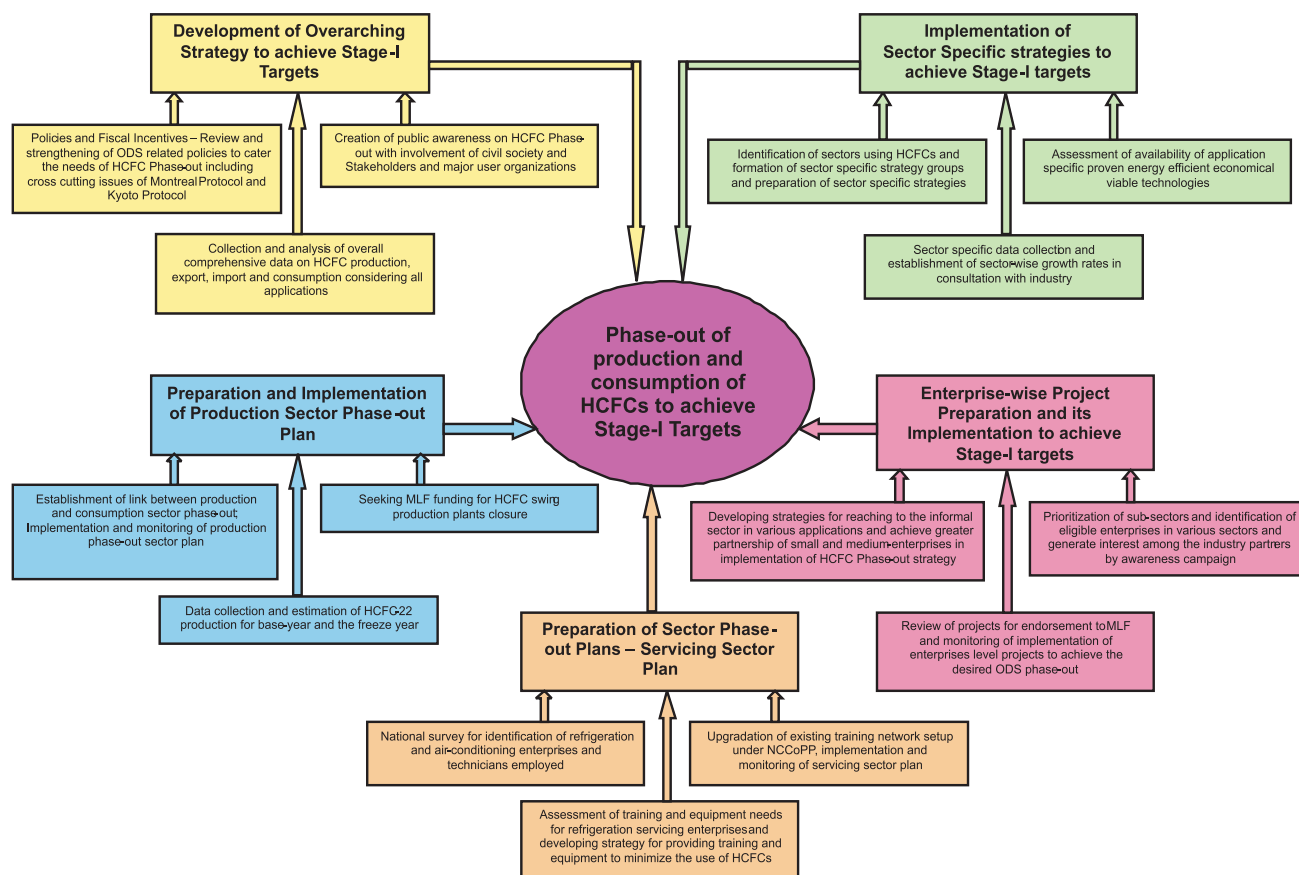 Development of Overarching
Strategy to achieve Stage-I
Targets
Policies and Fiscal Incentives – Review and
strengthening of ODS related policies to cater
the needs of HCFC Phase-out including
cross cutting issues of Montreal Protocol and
Kyoto Protocol
Creation of public awareness on HCFC Phase-
out with involvement of civil society and
Stakeholders and major user organizations
Collection and analysis of overall
comprehensive data on HCFC production,
export, import and consumption considering all
applications
Implementation of
Sector Specific strategies to
achieve Stage-I targets
Identification of sectors using HCFCs and
formation of sector specific strategy groups
and preparation of sector specific strategies
Assessment of availability of application
specific proven energy efficient economical
viable technologies
Sector specific data collection and
establishment of sector-wise growth rates in
consultation with industry
Phase-out of
production and
consumption of
HCFCs to achieve
Stage-I Targets
Preparation and Implementation
of Production Sector Phase-out
Plan
Establishment of link between production
and consumption sector phase-out;
Implementation and monitoring of production
phase-out sector plan
Seeking MLF funding for HCFC swing
production plants closure
Data collection and estimation of HCFC-22
production for base-year and the freeze year
Enterprise-wise Project
Preparation and its
Implementation to achieve
Stage-I targets
Developing strategies for reaching to the informal
sector in various applications and achieve greater
partnership of small and medium-enterprises in
implementation of HCFC Phase-out strategy
Prioritization of sub-sectors and identification of
eligible enterprises in various sectors and
generate interest among the industry partners
by awareness campaign
Review of projects for endorsement to MLF
and monitoring of implementation of
enterprises level projects to achieve the
desired ODS phase-out
Preparation of Sector Phase-
out Plans – Servicing Sector
Plan
National survey for identification of refrigeration
and air-conditioning enterprises and
technicians employed
Upgradation of existing training network setup
under NCCoPP, implementation and
monitoring of servicing sector plan
Assessment of training and equipment needs
for refrigeration servicing enterprises and
developing strategy for providing training and
equipment to minimize the use of HCFCs